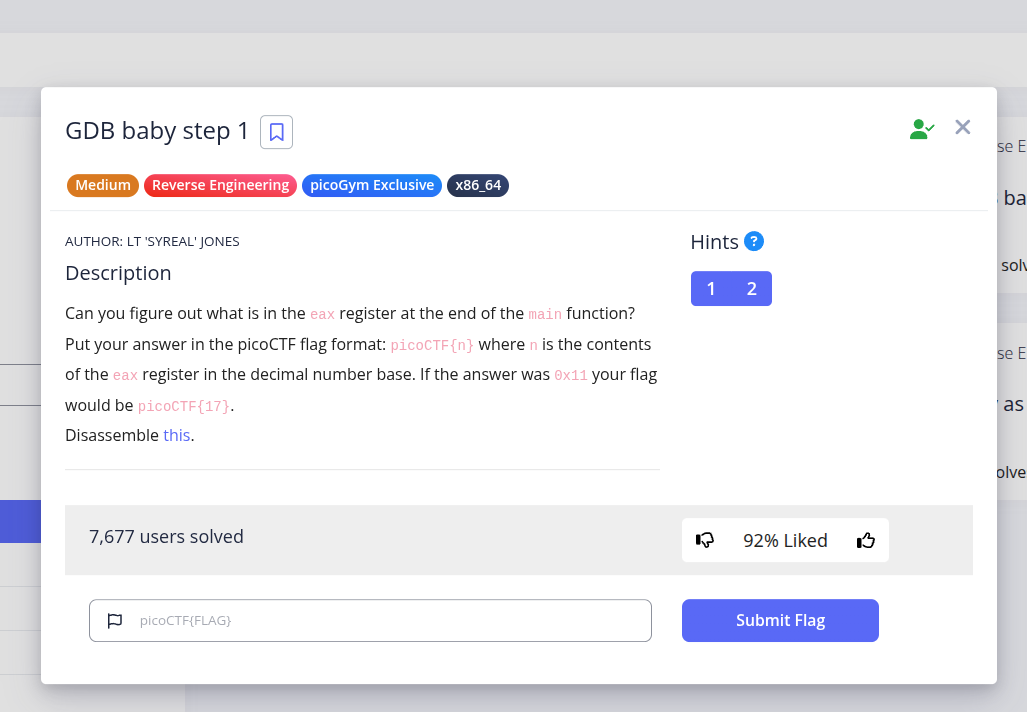 GDB baby step 1
Medium Reverse Engineering picoGym Exclusive x86_64
AUTHOR: LT 'SYREAL' JONES
Description
Can you figure out what is in the eax register at the end of the main function?
Put your answer in the picoCTF flag format: picoCTF{n} where n is the contents
of the eax register in the decimal number base. If the answer was 0x11 your flag
would be picoCTF{17}.
Disassemble this.
Hints ?
1 2
7,677 users solved
92% Liked
picoCTF{FLAG}
Submit Flag
se E
ba
solv
se E
as
olve